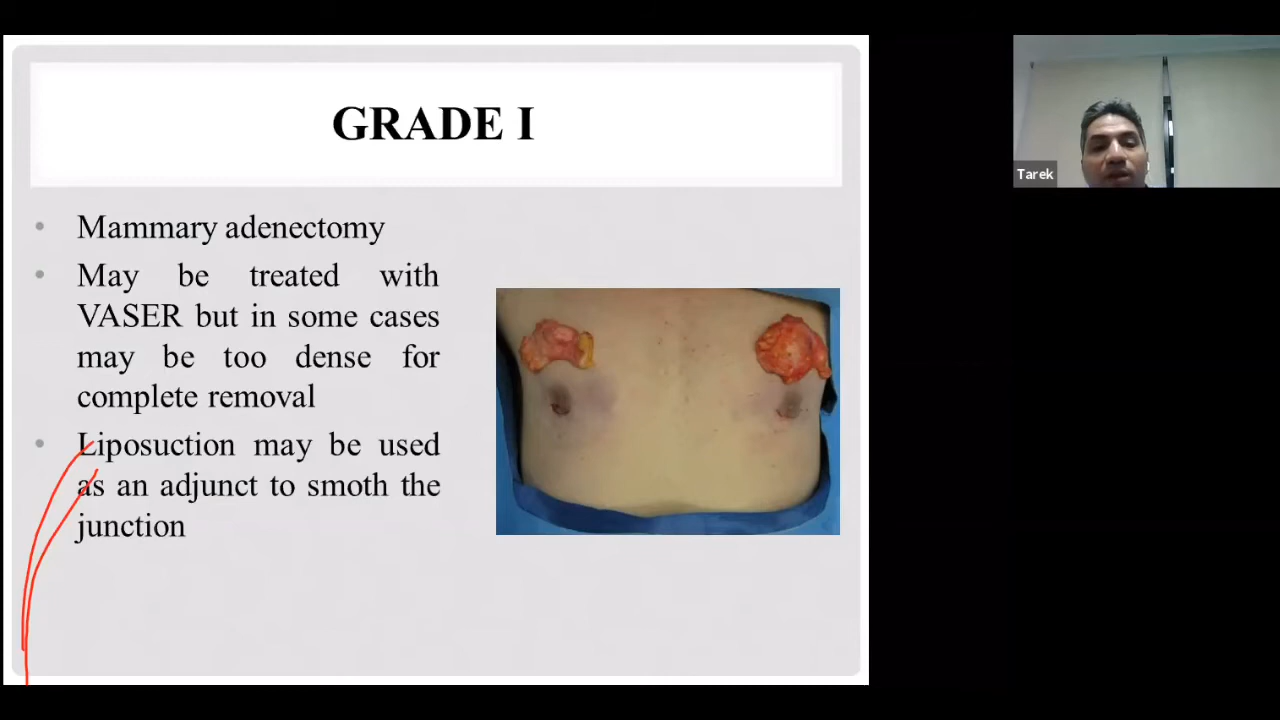 GRADE I
• Mammary adenectomy
• May be treated with
VASER but in some cases
may be too dense for
complete removal
• Liposuction may be used
as an adjunct to smoth the
junction
Tarek